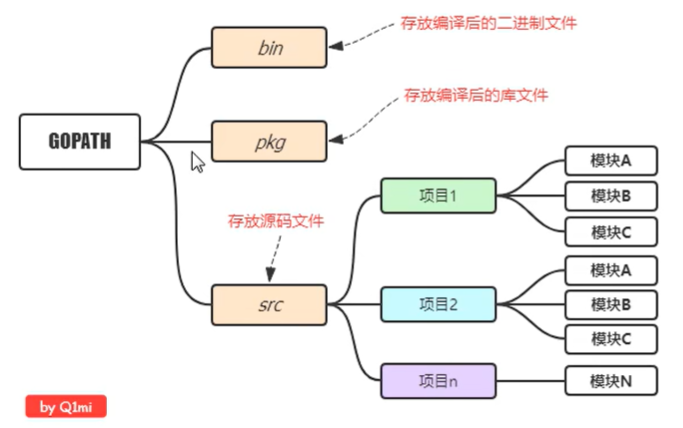 存放编译后的二进制文件
bin
存放编译后的库文件
GOPATH
pkg
模块A
项目1
模块B
模块C
存放源码文件
模块A
src
项目2
模块B
模块C
项目n
模块N
by Q1mi